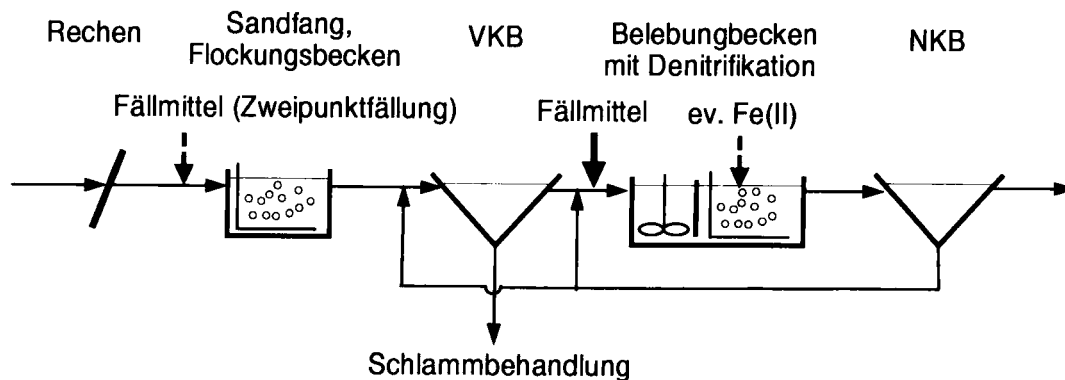 Rechen
Sandfang,
Flockungsbecken
VKB
Belebungbecken
mit Denitrifikation
NKB
Fällmittel (Zweipunktfällung)
Fällmittel
ev. Fe(II)
Schlammbehandlung